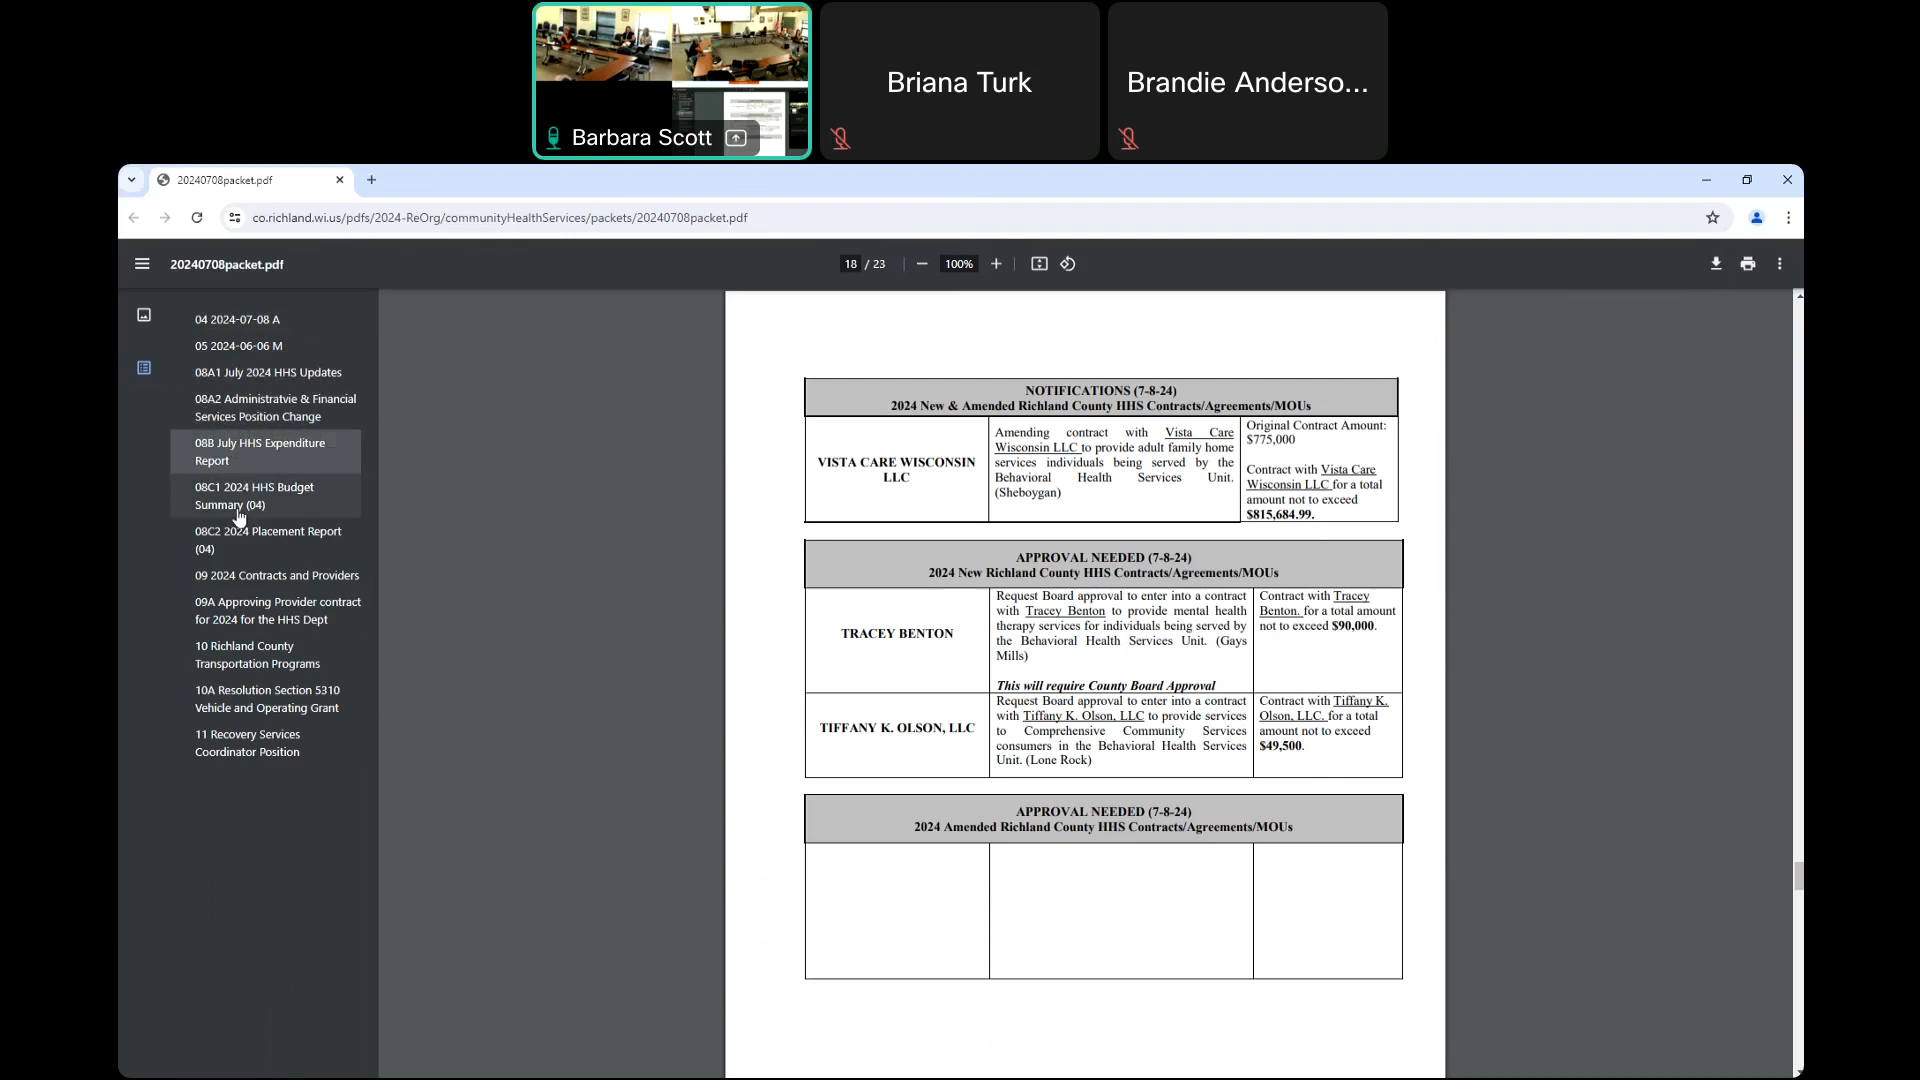 Barbara Scott
Briana Turk
Brandie Anderso...
20240708packet.pdf
co.richland.wi.us/pdfs/2024-ReOrg/communityHealthServices/packets/20240708packet.pdf
20240708packet.pdf
18 / 23
100%
04 2024-07-08 A
05 2024-06-06 M
08A1 July 2024 HHS Updates
08A2 Administratvie & Financial
Services Position Change
08B July HHS Expenditure
Report
08C1 2024 HHS Budget
Summary (04)
08C2 2024 Placement Report
(04)
09 2024 Contracts and Providers
09A Approving Provider contract
for 2024 for the HHS Dept
10 Richland County
Transportation Programs
10A Resolution Section 5310
Vehicle and Operating Grant
11 Recovery Services
Coordinator Position
NOTIFICATIONS (7-8-24)
2024 New & Amended Richland County HHS Contracts/Agreements/MOUs
VISTA CARE WISCONSIN
LLC
Amending contract with Vista Care
Wisconsin LLC to provide adult family home
services individuals being served by the
Behavioral Health Services Unit.
(Sheboygan)
Original Contract Amount:
$775,000
Contract with Vista Care
Wisconsin LLC for a total
amount not to exceed
$815,684.99.
APPROVAL NEEDED (7-8-24)
2024 New Richland County HHS Contracts/Agreements/MOUs
TRACEY BENTON
Request Board approval to enter into a contract
with Tracey Benton to provide mental health
therapy services for individuals being served by
the Behavioral Health Services Unit. (Gays
Mills)
This will require County Board Approval
Contract with Tracey
Benton. for a total amount
not to exceed $90,000.
TIFFANY K. OLSON, LLC
Request Board approval to enter into a contract
with Tiffany K. Olson, LLC to provide services
to Comprehensive Community Services
consumers in the Behavioral Health Services
Unit. (Lone Rock)
Contract with Tiffany K.
Olson, LLC. for a total
amount not to exceed
$49,500.
APPROVAL NEEDED (7-8-24)
2024 Amended Richland County HHS Contracts/Agreements/MOUs